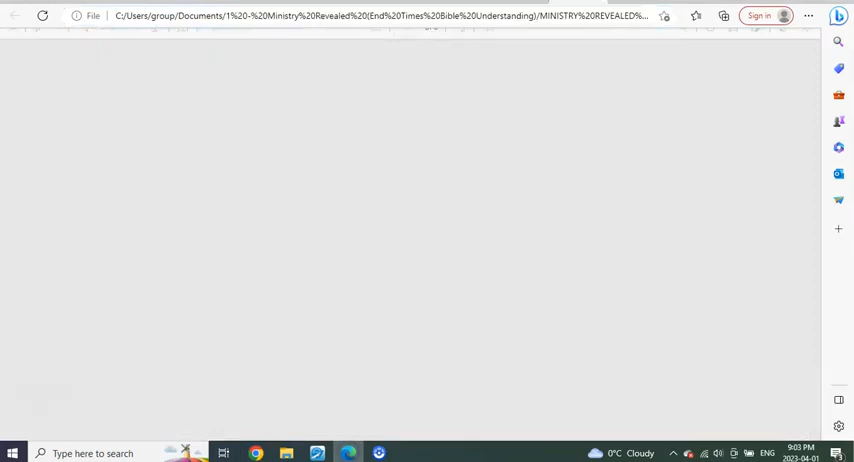 File C:/Users/group/Documents/1%20-%20Ministry%20Revealed%20(End%20Times%20Bible%20Understanding)/MINISTRY%20REVEALED%... Sign in
Type here to search 0°C Cloudy ENG 9:03 PM
2023-04-01 3